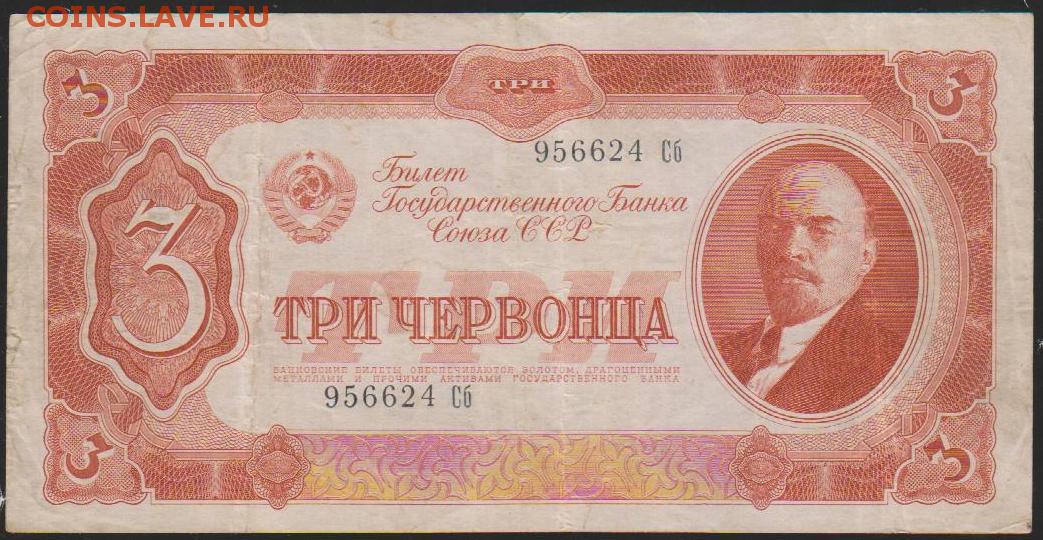 COINS.LAVE.RU
3
ТРИ
3
956624 Сб
Билет
Государственного Банка
Союза ССР
3
ТРИ
ТРИ ЧЕРВОНЦА
БАНКОВСКИЕ БИЛЕТЫ ОБЕСПЕЧИВАЮТСЯ ЗОЛОТОМ, ДРАГОЦЕННЫМИ
МЕТАЛЛАМИ И ПРОЧИМИ АКТИВАМИ ГОСУДАРСТВЕННОГО БАНКА
956624 Сб
3
3